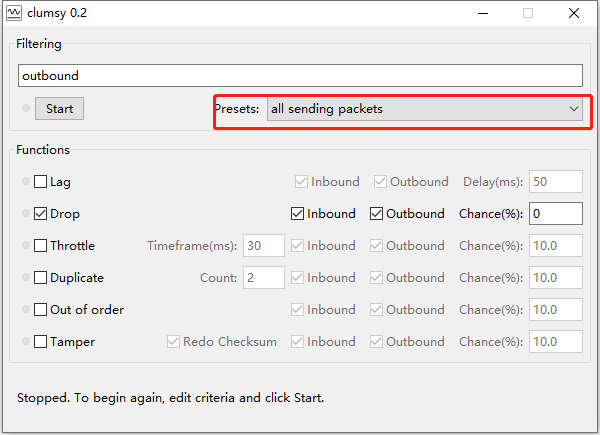 clumsy 0.2
Filtering
outbound
Start Presets: all sending packets
Functions
Lag Inbound Outbound Delay(ms): 50
Drop Inbound Outbound Chance(%): 0
Throttle Timeframe(ms): 30 Inbound Outbound Chance(%): 10.0
Duplicate Count: 2 Inbound Outbound Chance(%): 10.0
Out of order Inbound Outbound Chance(%): 10.0
Tamper Redo Checksum Inbound Outbound Chance(%): 10.0
Stopped. To begin again, edit criteria and click Start.